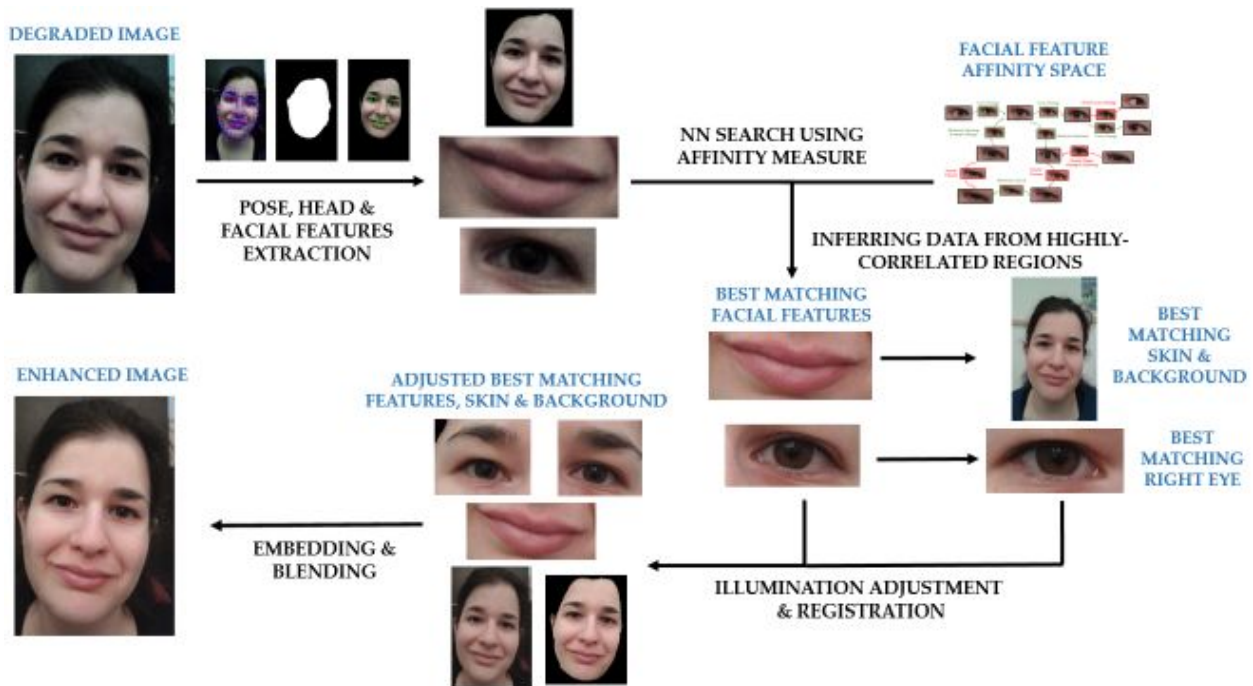 DEGRADED IMAGE
POSE, HEAD &
FACIAL FEATURES
EXTRACTION
NN SEARCH USING
AFFINITY MEASURE
FACIAL FEATURE
AFFINITY SPACE
INFERRING DATA FROM HIGHLY-
CORRELATED REGIONS
BEST MATCHING
FACIAL FEATURES
BEST
MATCHING
SKIN &
BACKGROUND
BEST
MATCHING
RIGHT EYE
ILLUMINATION ADJUSTMENT
& REGISTRATION
ADJUSTED BEST MATCHING
FEATURES, SKIN & BACKGROUND
EMBEDDING &
BLENDING
ENHANCED IMAGE